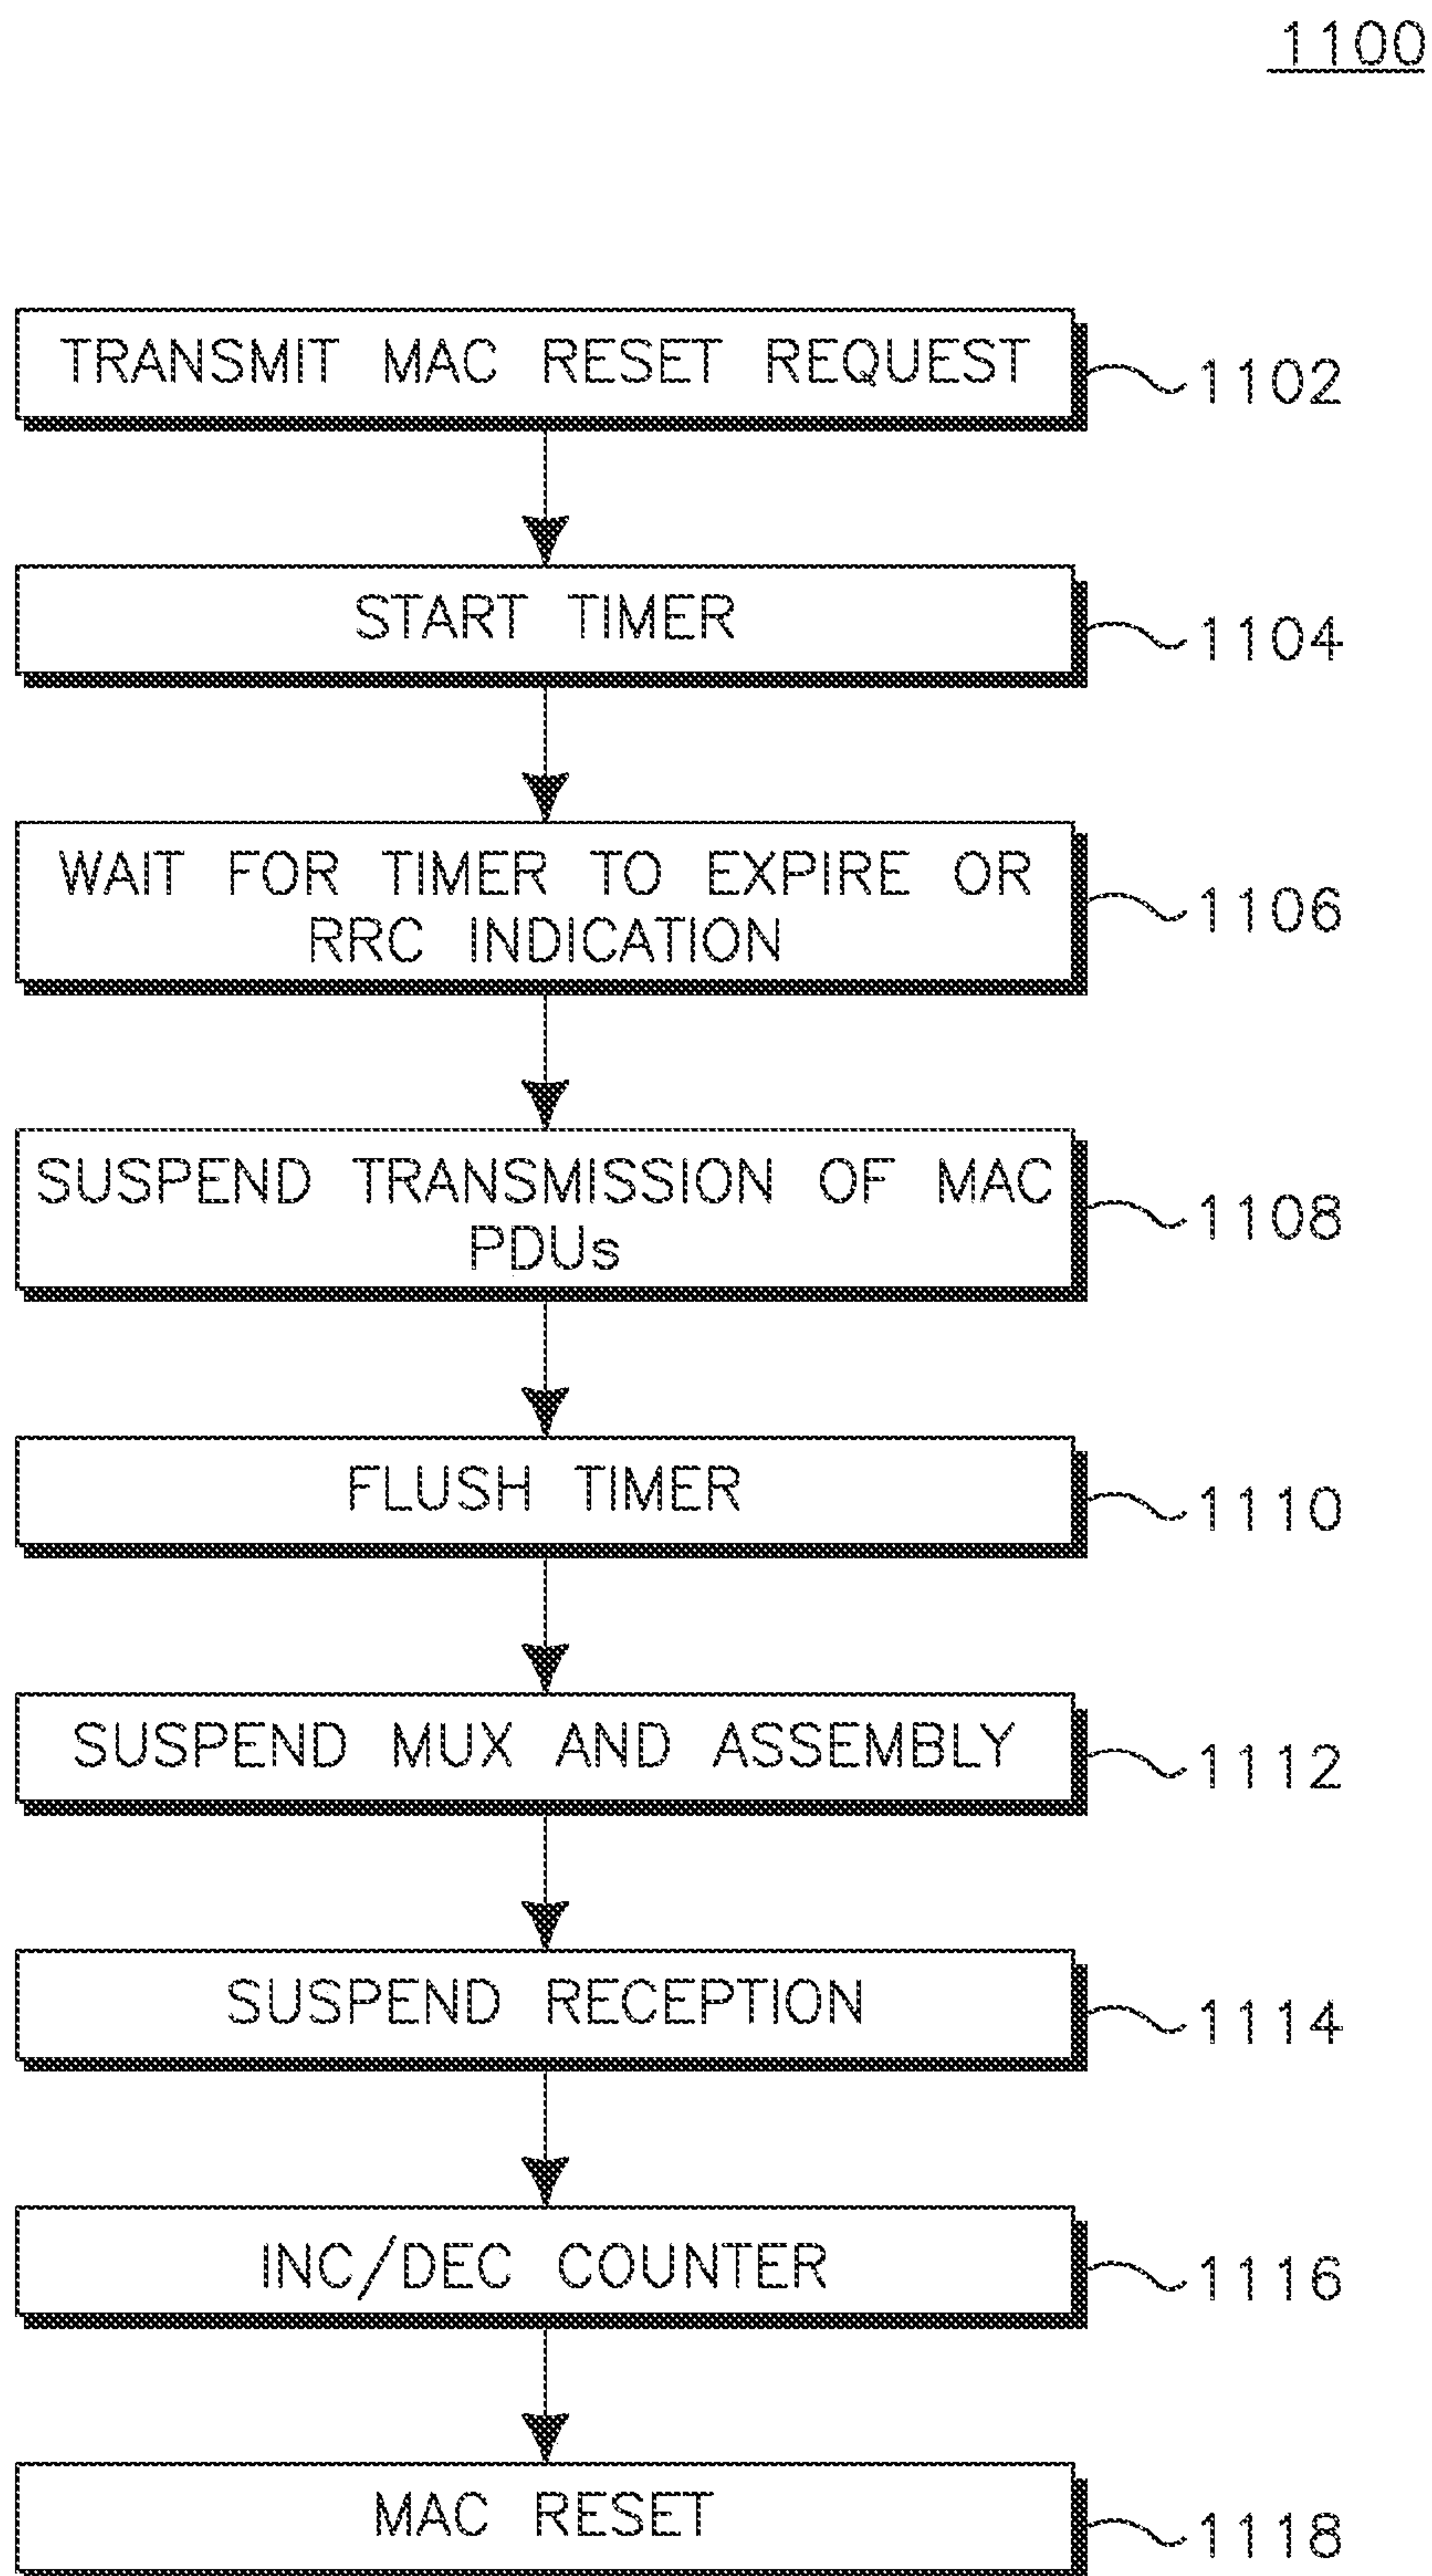 1100
TRANSMIT MAC RESET REQUEST
1102
START TIMER
1104
WAIT FOR TIMER TO EXPIRE OR
RRC INDICATION
1106
SUSPEND TRANSMISSION OF MAC
PDUs
1108
FLUSH TIMER
1110
SUSPEND MUX AND ASSEMBLY
1112
SUSPEND RECEPTION
1114
INC/DEC COUNTER
1116
MAC RESET
1118